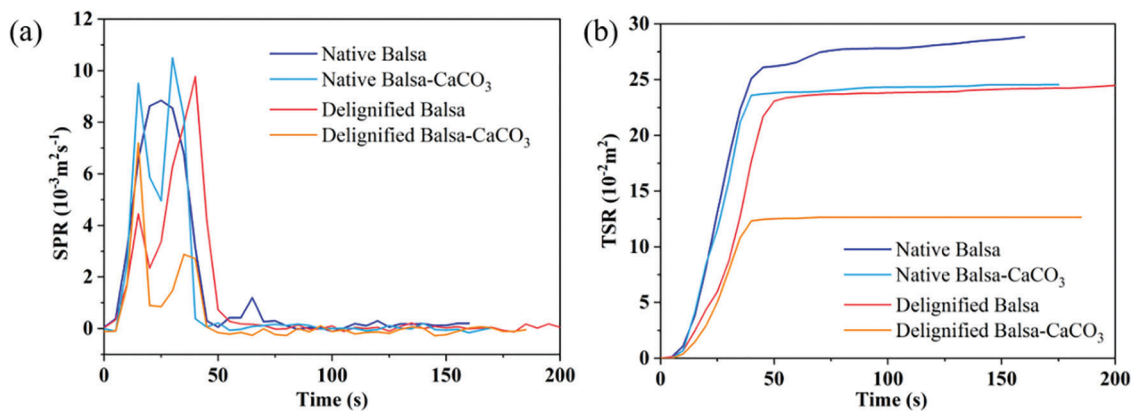 (a)
SPR (10⁻³m²s⁻¹)
12
10
8
6
4
2
0
Native Balsa
Native Balsa-CaCO₃
Delignified Balsa
Delignified Balsa-CaCO₃
0 50 100 150 200
Time (s)
(b)
TSR (10⁻²m²)
30
25
20
15
10
5
0
Native Balsa
Native Balsa-CaCO₃
Delignified Balsa
Delignified Balsa-CaCO₃
0 50 100 150 200
Time (s)